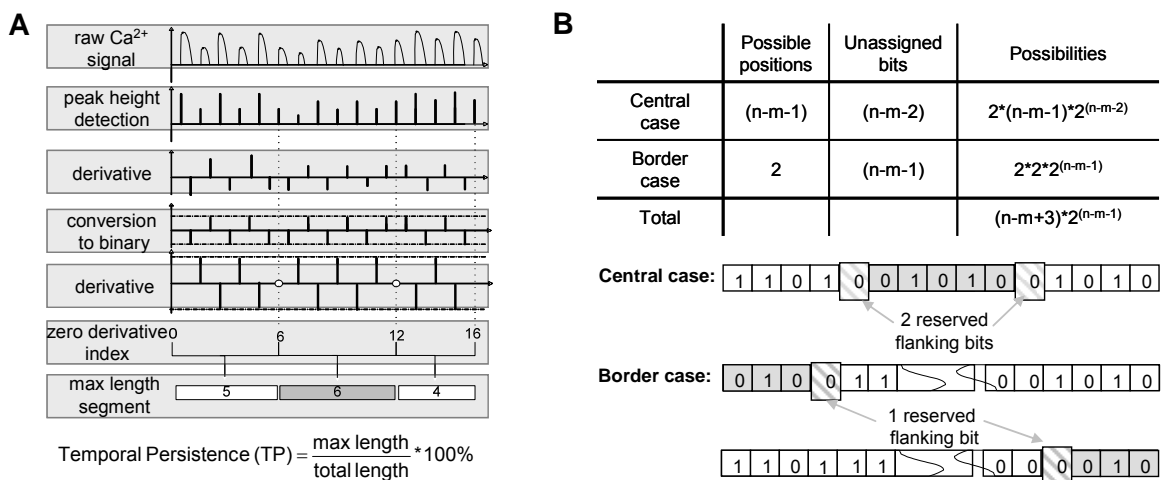 A
raw Ca2+
signal
peak height
detection
derivative
conversion
to binary
derivative
zero derivative
index
0 6 12 16
max length
segment
5 6 4
Temporal Persistence (TP) = max length / total length *100%
B
Possible
positions
Unassigned
bits
Possibilities
Central
case
(n-m-1)
(n-m-2)
2*(n-m-1)*2(n-m-2)
Border
case
2
(n-m-1)
2*2*2(n-m-1)
Total
(n-m+3)*2(n-m-1)
Central case: 1 1 0 1 0 0 1 0 1 0 0 1 0 1 0
2 reserved
flanking bits
Border case: 0 1 0 0 1 1 0 0 1 0 1 0
1 reserved
flanking bit
1 1 0 1 1 1 0 0 0 0 1 0